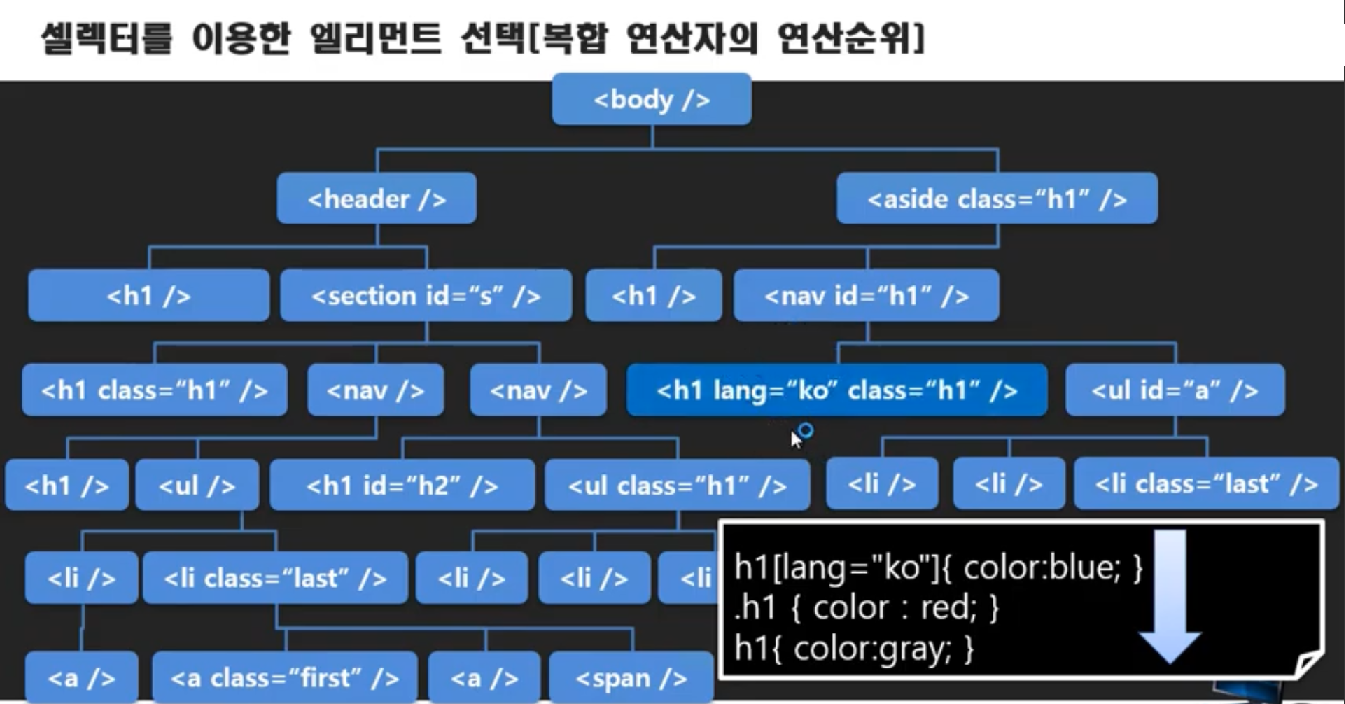 셀렉터를 이용한 엘리먼트 선택[복합 연산자의 연산순위]
<body />
<header /> <aside class=“h1” />
<h1 /> <section id=“s” /> <h1 /> <nav id=“h1” />
<h1 class=“h1” /> <nav /> <nav /> <h1 lang=“ko” class=“h1” /> <ul id=“a” />
<h1 /> <ul /> <h1 id=“h2” /> <ul class=“h1” /> <li /> <li /> <li class=“last” />
<li /> <li class=“last” /> <li /> <li /> <li
<a /> <a class=“first” /> <a /> <span />
h1[lang="ko"]{ color:blue; }
.h1 { color : red; }
h1{ color:gray; }